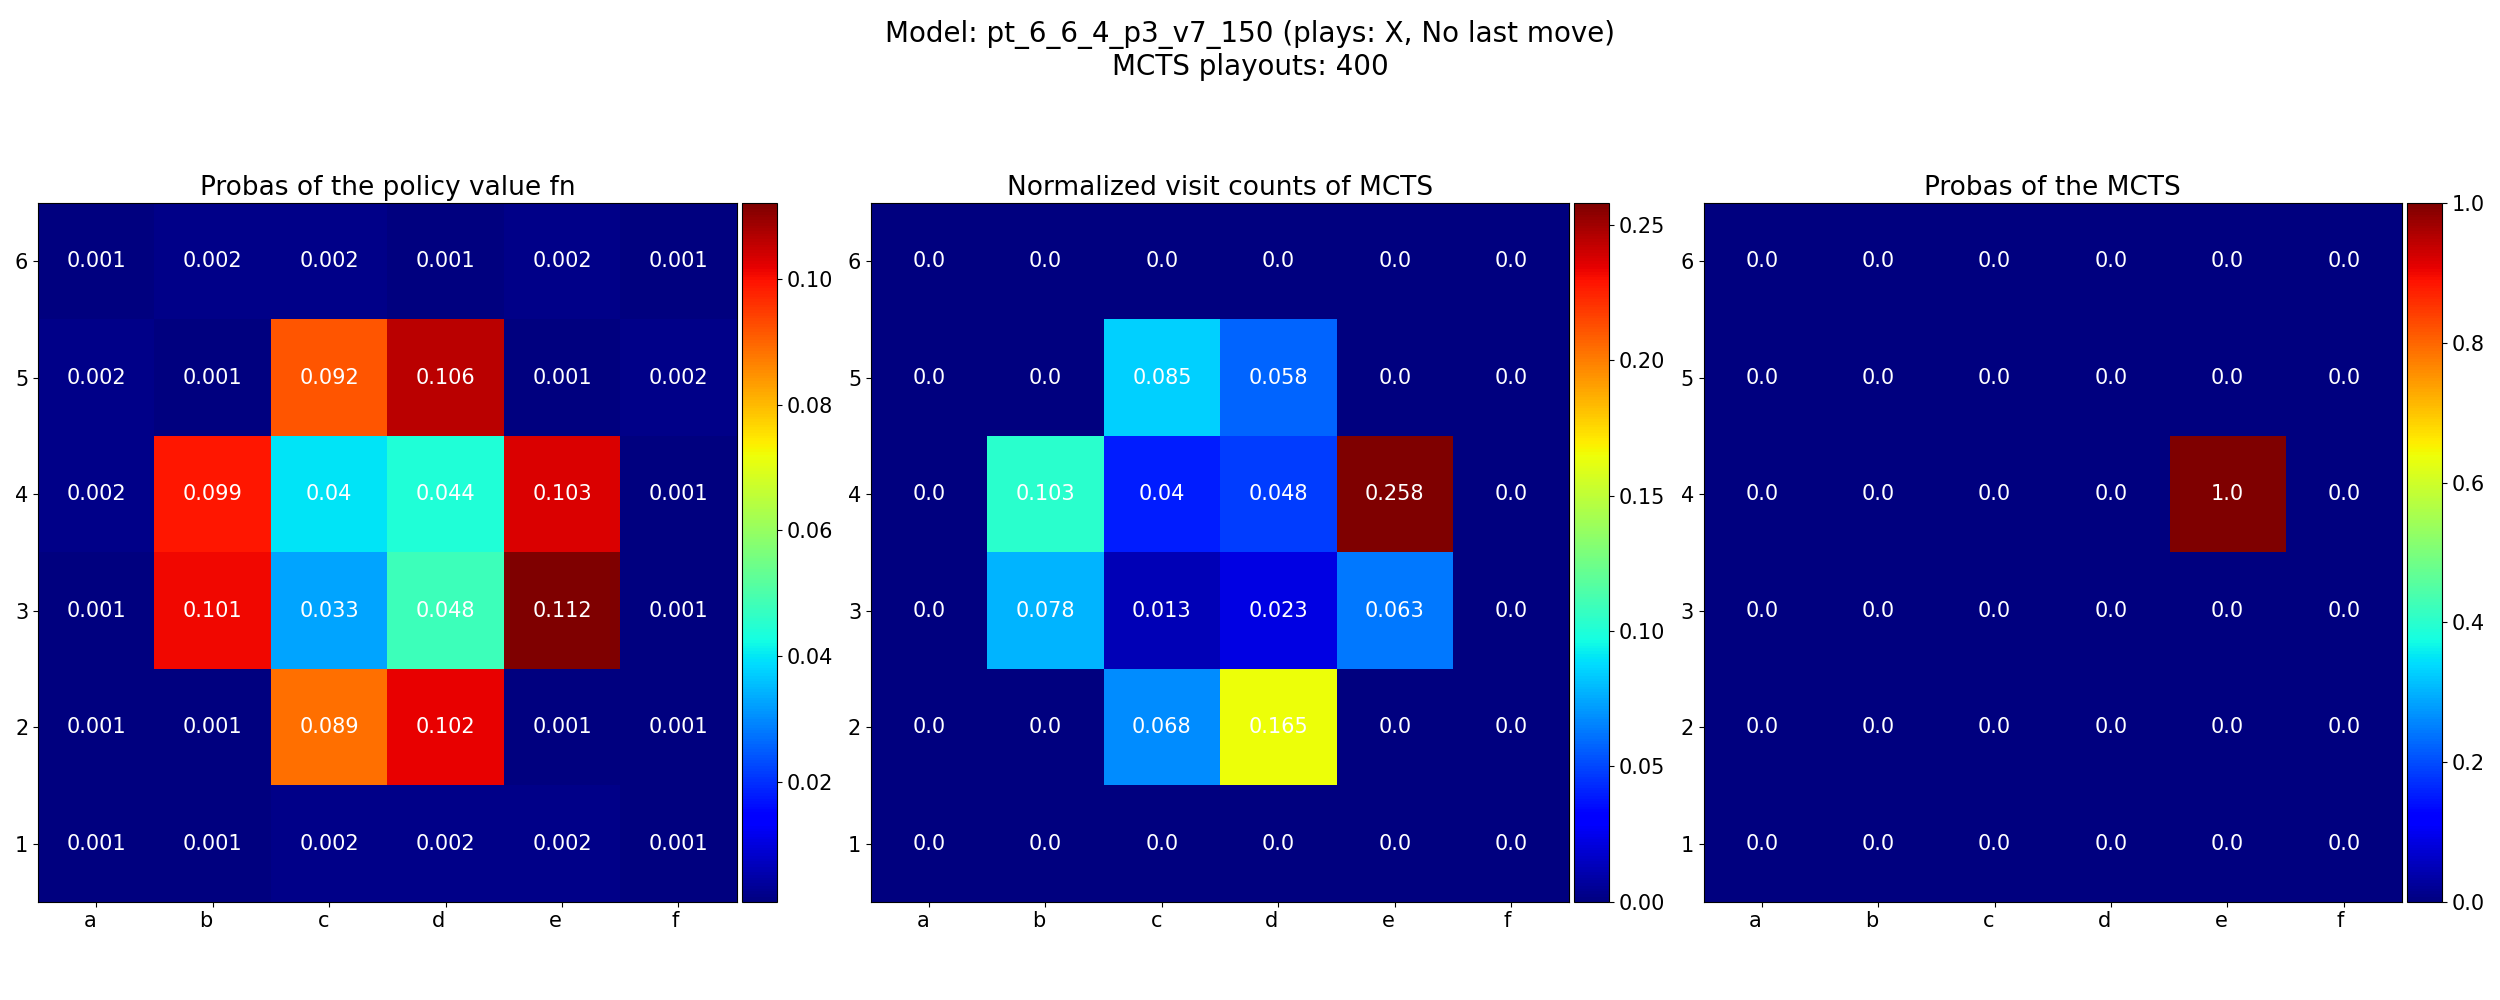 Model: pt_6_6_4_p3_v7_150 (plays: X, No last move)
MCTS playouts: 400
Probas of the policy value fn
6 0.001 0.002 0.002 0.001 0.002 0.001
5 0.002 0.001 0.092 0.106 0.001 0.002
4 0.002 0.099 0.04 0.044 0.103 0.001
3 0.001 0.101 0.033 0.048 0.112 0.001
2 0.001 0.001 0.089 0.102 0.001 0.001
1 0.001 0.001 0.002 0.002 0.002 0.001
a b c d e f
0.10
0.08
0.06
0.04
0.02
Normalized visit counts of MCTS
6 0.0 0.0 0.0 0.0 0.0 0.0
5 0.0 0.0 0.085 0.058 0.0 0.0
4 0.0 0.103 0.04 0.048 0.258 0.0
3 0.0 0.078 0.013 0.023 0.063 0.0
2 0.0 0.0 0.068 0.165 0.0 0.0
1 0.0 0.0 0.0 0.0 0.0 0.0
a b c d e f
0.25
0.20
0.15
0.10
0.05
0.00
Probas of the MCTS
6 0.0 0.0 0.0 0.0 0.0 0.0
5 0.0 0.0 0.0 0.0 0.0 0.0
4 0.0 0.0 0.0 0.0 1.0 0.0
3 0.0 0.0 0.0 0.0 0.0 0.0
2 0.0 0.0 0.0 0.0 0.0 0.0
1 0.0 0.0 0.0 0.0 0.0 0.0
a b c d e f
1.0
0.8
0.6
0.4
0.2
0.0